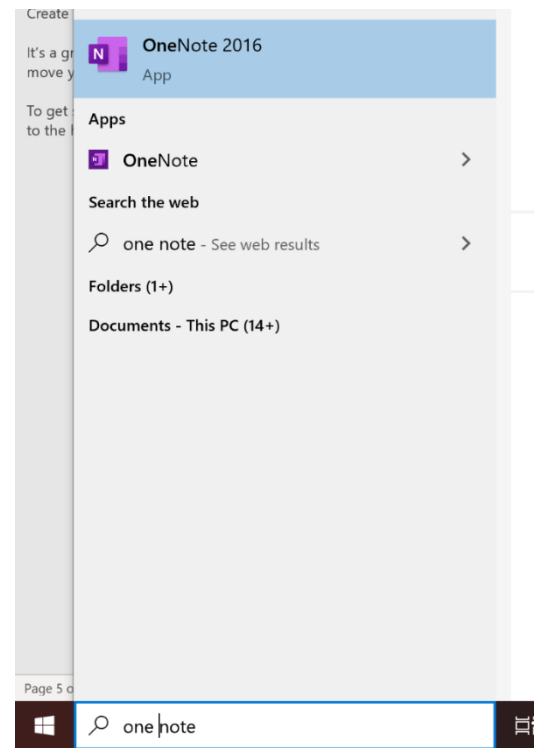 Create
It's a gr
move y
To get
to the h
OneNote 2016
App
Apps
OneNote
Search the web
one note - See web results
Folders (1+)
Documents - This PC (14+)
Page 5 o
one note